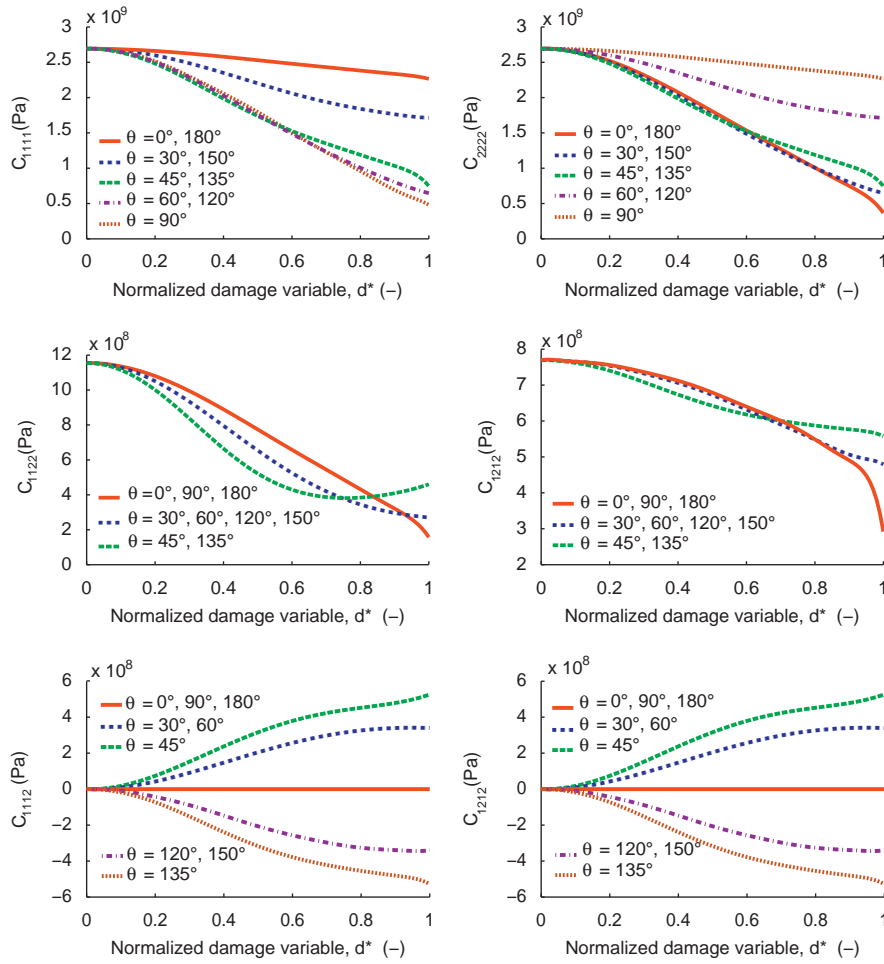 x 10⁹
3
2.5
2
1.5
1
0.5
0
C₁₁₁₁(Pa)
θ =0°, 180°
θ = 30°, 150°
θ = 45°, 135°
θ = 60°, 120°
θ = 90°
0 0.2 0.4 0.6 0.8 1
Normalized damage variable, d* (–)
x 10⁹
3
2.5
2
1.5
1
0.5
0
C₂₂₂₂(Pa)
θ = 0°, 180°
θ = 30°, 150°
θ = 45°, 135°
θ = 60°, 120°
θ = 90°
0 0.2 0.4 0.6 0.8 1
Normalized damage variable, d* (–)
x 10⁸
12
10
8
6
4
2
0
C₁₁₂₂(Pa)
θ =0°, 90°, 180°
θ = 30°, 60°, 120°, 150°
θ = 45°, 135°
0 0.2 0.4 0.6 0.8 1
Normalized damage variable, d* (–)
x 10⁸
8
7
6
5
4
3
2
C₁₂₁₂(Pa)
θ = 0°, 90°, 180°
θ = 30°, 60°, 120°, 150°
θ = 45°, 135°
0 0.2 0.4 0.6 0.8 1
Normalized damage variable, d* (–)
x 10⁸
6
4
2
0
–2
–4
–6
C₁₁₁₂ (Pa)
θ = 0°, 90°, 180°
θ = 30°, 60°
θ = 45°
θ = 120°, 150°
θ = 135°
0 0.2 0.4 0.6 0.8 1
Normalized damage variable, d* (–)
x 10⁸
6
4
2
0
–2
–4
–6
C₁₂₁₂ (Pa)
θ = 0°, 90°, 180°
θ = 30°, 60°
θ = 45°
θ = 120°, 150°
θ = 135°
0 0.2 0.4 0.6 0.8 1
Normalized damage variable, d* (–)